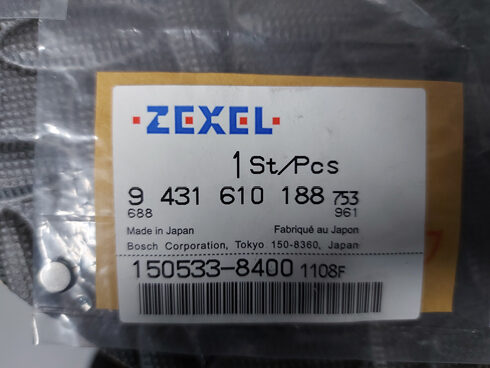 ZEXEL
1 St/Pcs
9 431 610 188 753
688 961
Made in Japan Fabriqué au Japon
Bosch Corporation, Tokyo 150-8360, Japan
150533-8400 1108F
7